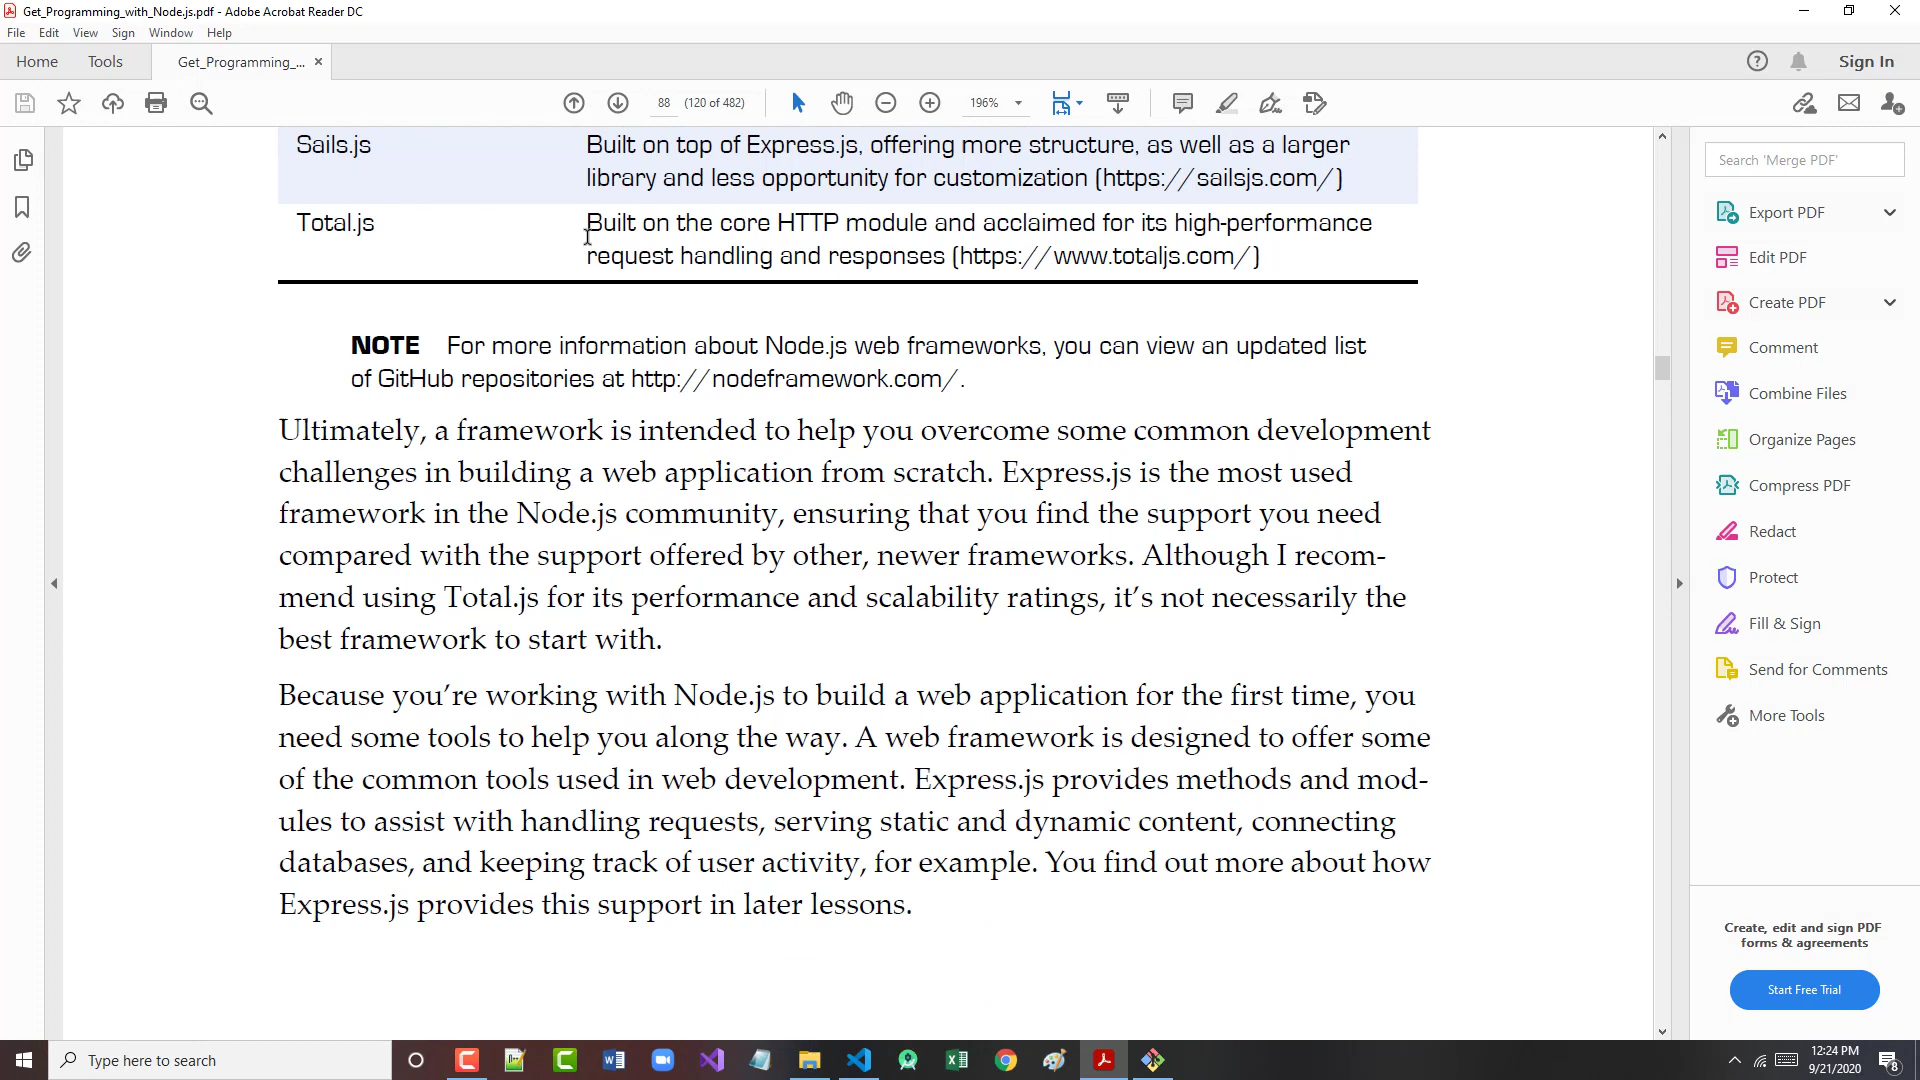 Get_Programming_with_Node.js.pdf - Adobe Acrobat Reader DC
File Edit View Sign Window Help
Home Tools Get_Programming_... × Sign In
88 (120 of 482) 196%
Sails.js Built on top of Express.js, offering more structure, as well as a larger
library and less opportunity for customization (https://sailsjs.com/)
Total.js Built on the core HTTP module and acclaimed for its high-performance
request handling and responses (https://www.totaljs.com/)
NOTE For more information about Node.js web frameworks, you can view an updated list
of GitHub repositories at http://nodeframework.com/.
Ultimately, a framework is intended to help you overcome some common development
challenges in building a web application from scratch. Express.js is the most used
framework in the Node.js community, ensuring that you find the support you need
compared with the support offered by other, newer frameworks. Although I recom-
mend using Total.js for its performance and scalability ratings, it's not necessarily the
best framework to start with.
Because you're working with Node.js to build a web application for the first time, you
need some tools to help you along the way. A web framework is designed to offer some
of the common tools used in web development. Express.js provides methods and mod-
ules to assist with handling requests, serving static and dynamic content, connecting
databases, and keeping track of user activity, for example. You find out more about how
Express.js provides this support in later lessons.
Search 'Merge PDF'
Export PDF
Edit PDF
Create PDF
Comment
Combine Files
Organize Pages
Compress PDF
Redact
Protect
Fill & Sign
Send for Comments
More Tools
Create, edit and sign PDF
forms & agreements
Start Free Trial
Type here to search
12:24 PM
9/21/2020
8